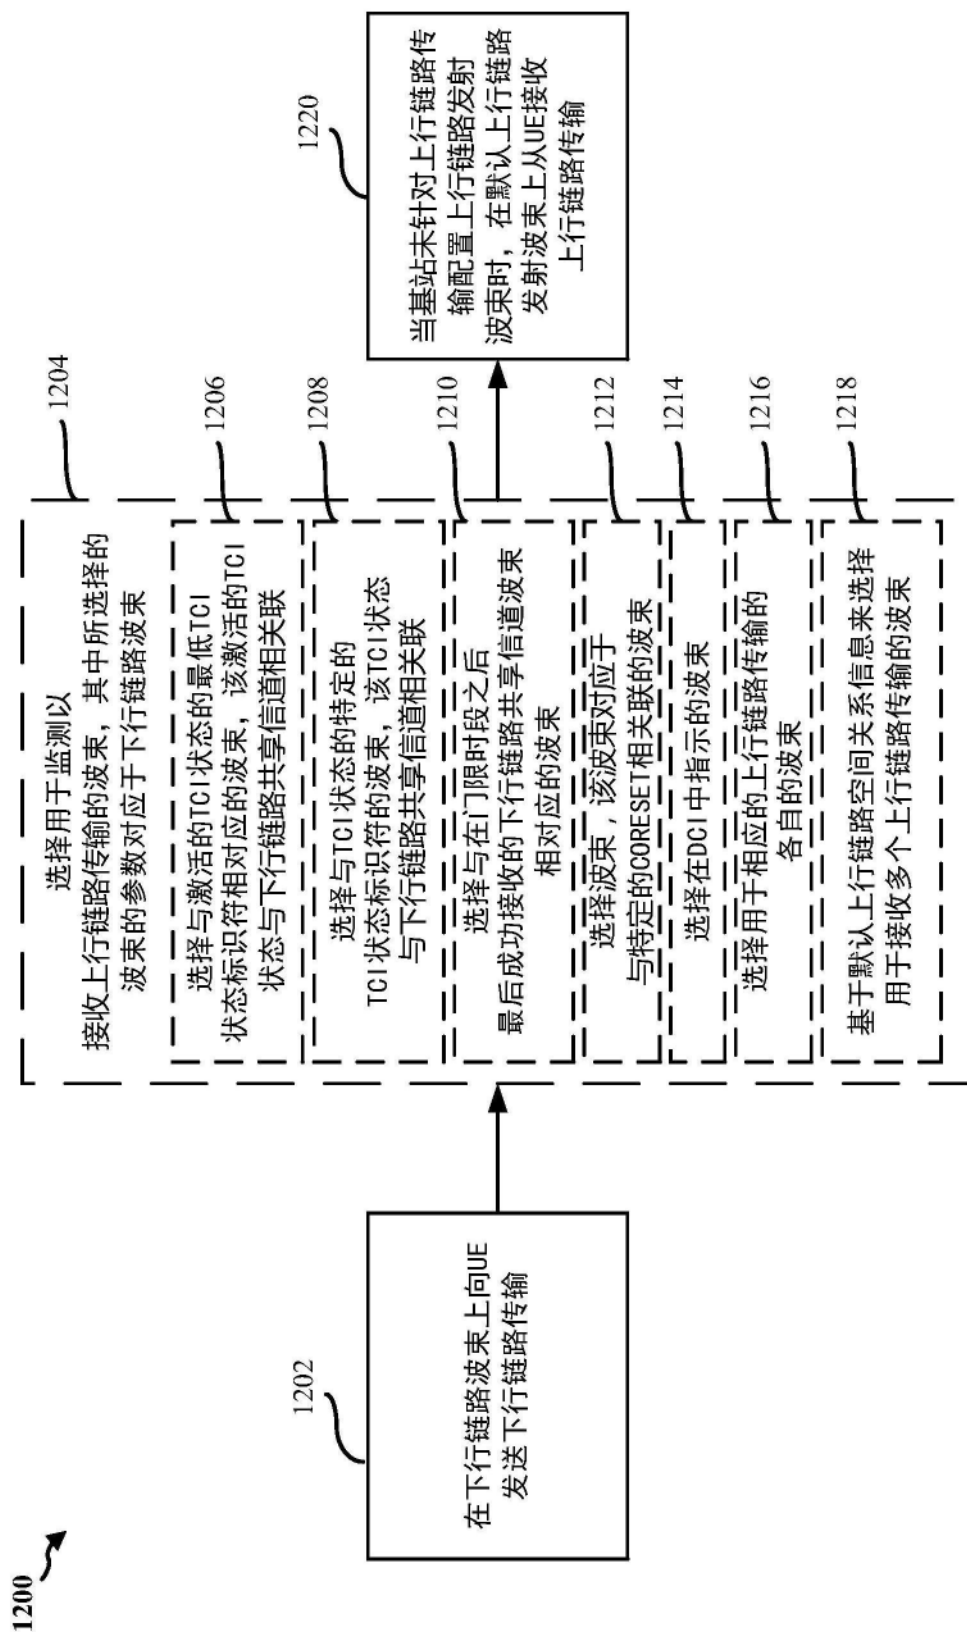 1200
1202
在下行链路波束上向UE
发送下行链路传输
1204
选择用于监测以
接收上行链路传输的波束，其中所选择的
波束的参数对应于下行链路波束
1206
选择与激活的TCI状态的最低TCI
状态标识符相对应的波束，该激活的TCI
状态与下行链路共享信道相关联
1208
选择与TCI状态的特定的
TCI状态标识符的波束，该TCI状态
与下行链路共享信道相关联
1210
选择与在门限时段之后
最后成功接收的下行链路共享信道波束
相对应的波束
1212
选择波束，该波束对应于
与特定的CORESET相关联的波束
1214
选择在DCI中指示的波束
1216
选择用于相应的上行链路传输的
各自的波束
1218
基于默认上行链路空间关系信息来选择
用于接收多个上行链路传输的波束
1220
当基站未针对上行链路传
输配置上行链路发射
波束时，在默认上行链路
发射波束上从UE接收
上行链路传输